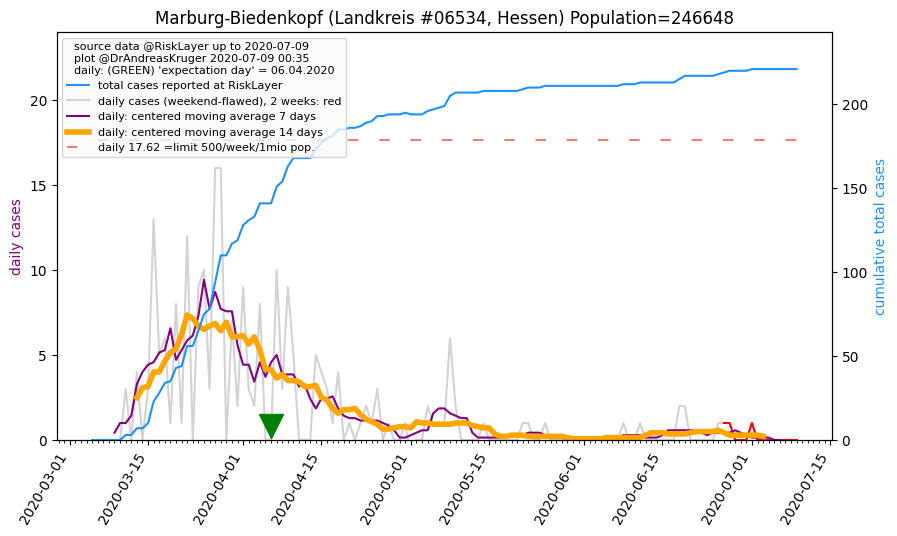 Marburg-Biedenkopf (Landkreis #06534, Hessen) Population=246648
source data @RiskLayer up to 2020-07-09
plot @DrAndreasKruger 2020-07-09 00:35
daily: (GREEN) 'expectation day' = 06.04.2020
total cases reported at RiskLayer
daily cases (weekend-flawed), 2 weeks: red
daily: centered moving average 7 days
daily: centered moving average 14 days
daily 17.62 =limit 500/week/1mio pop.
daily cases
0
5
10
15
20
cumulative total cases
0
50
100
150
200
2020-03-01
2020-03-15
2020-04-01
2020-04-15
2020-05-01
2020-05-15
2020-06-01
2020-06-15
2020-07-01
2020-07-15